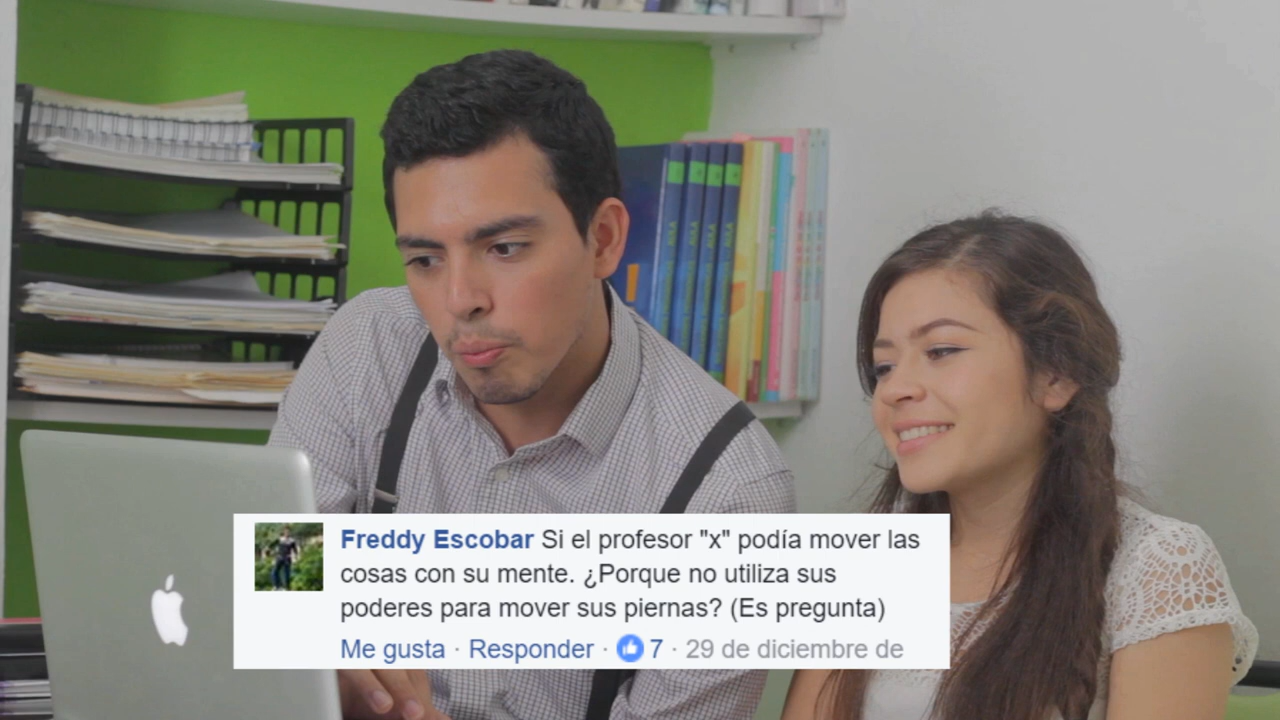 Freddy Escobar Si el profesor "x" podía mover las
cosas con su mente. ¿Porque no utiliza sus
poderes para mover sus piernas? (Es pregunta)
Me gusta · Responder · 7 · 29 de diciembre de